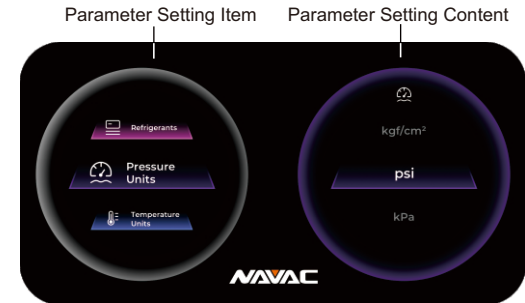 Parameter Setting Item
Parameter Setting Content
Refrigerants
Pressure
Units
Temperature
Units
kgf/cm²
psi
kPa
NAVAC